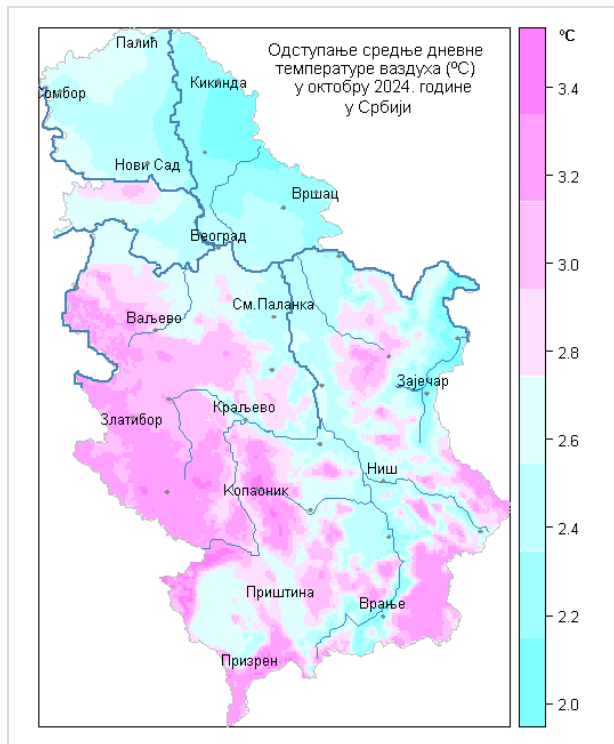 Одступање средње дневне
температуре ваздуха (ºС)
у октобру 2024. године
у Србији
ºС
Палић
Кикинда
Сомбор
Нови Сад
Вршац
Београд
См.Паланка
Ваљево
Зајечар
Златибор
Краљево
Ниш
Копаоник
Приштина
Врање
Призрен
3.4
3.2
3.0
2.8
2.6
2.4
2.2
2.0